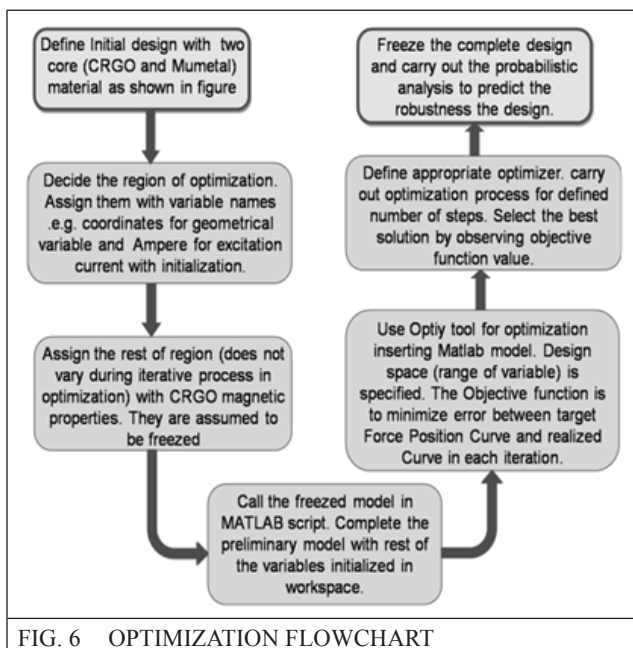 Define Initial design with two
core (CRGO and Mumetal)
material as shown in figure
Decide the region of optimization.
Assign them with variable names
.e.g. coordinates for geometrical
variable and Ampere for excitation
current with initialization.
Assign the rest of region (does not
vary during iterative process in
optimization) with CRGO magnetic
properties. They are assumed to
be freezed
Call the freezed model in
MATLAB script. Complete the
preliminary model with rest of
the variables initialized in
workspace.
Use Optiy tool for optimization
inserting Matlab model. Design
space (range of variable) is
specified. The Objective function is
to minimize error between target
Force Position Curve and realized
Curve in each iteration.
Define appropriate optimizer. carry
out optimization process for defined
number of steps. Select the best
solution by observing objective
function value.
Freeze the complete design
and carry out the probabilistic
analysis to predict the
robustness the design.
FIG. 6 OPTIMIZATION FLOWCHART